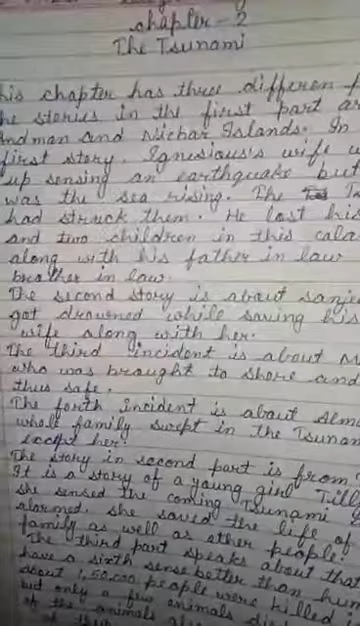 chapter - 2
The Tsunami
his chapter has three differen
he stories in the first part a
ndman and Nichar Islands. In
first story, Ignesious's wife w
up sensing an earthquake but
was the sea rising. The
had struck them. He lost his
and two children in this cala
along with his father in law
brother in law.
The second story is about sanj
got drowned while saving his
wife along with her.
The third incident is about M
who was brought to shore and
thus safe.
The forth incident is about Alm
whole family swept in the Tsunam
except her.
The story in second part is from
It is a story of a young girl Tilly
she sensed the coming Tsunami
alarmed, she saved the life of
family as well as other people.
The third part speaks about that
have a sixth sense better than hum
about 1,50,000 people were killed
but only a few animals di
of the animals al